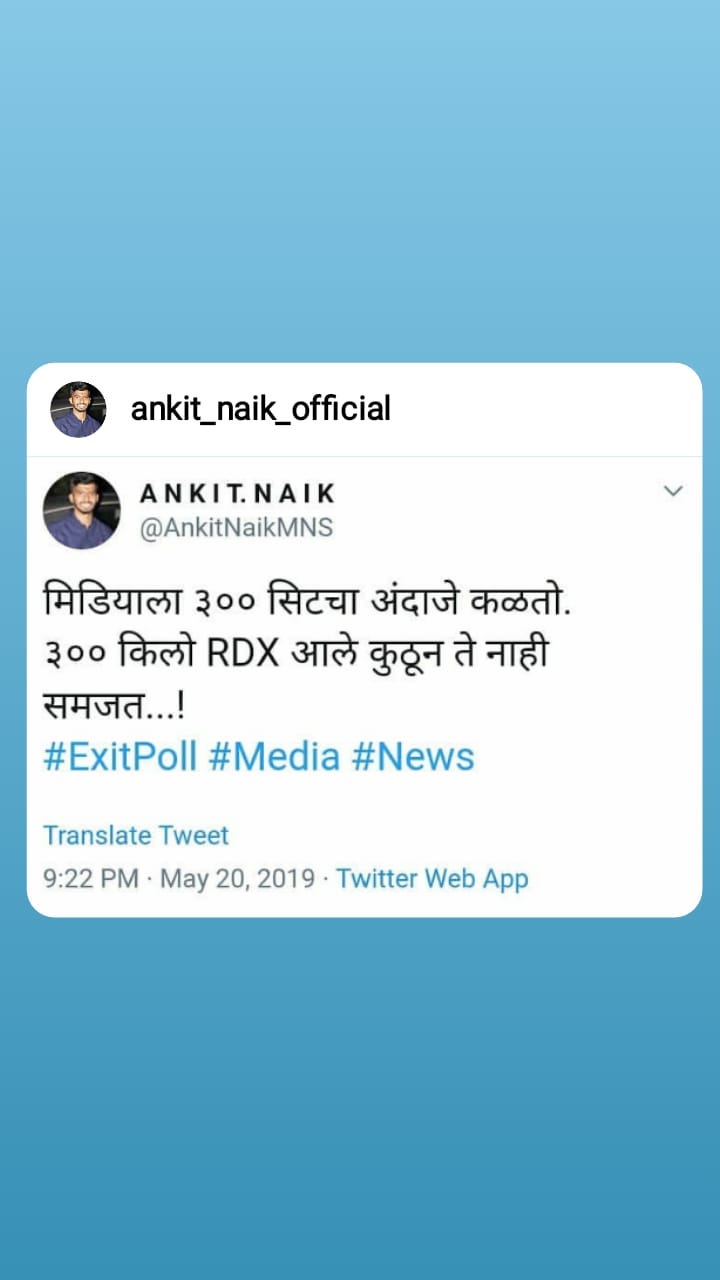 ankit_naik_official
ANKIT.NAIK
@AnkitNaikMNS
मिडियाला ३०० सिटचा अंदाजे कळतो.
३०० किलो RDX आले कुठून ते नाही
समजत...!
#ExitPoll #Media #News
Translate Tweet
9:22 PM · May 20, 2019 · Twitter Web App